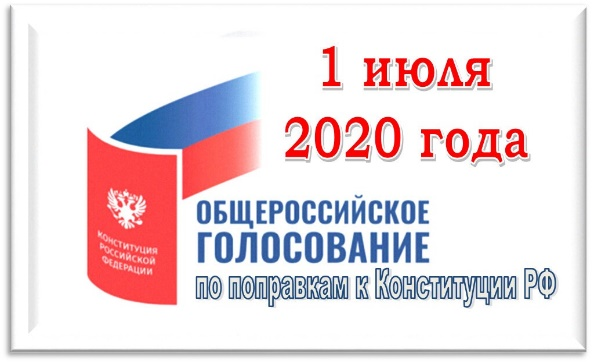 1 июля
2020 года
КОНСТИТУЦИЯ
РОССИЙСКОЙ
ФЕДЕРАЦИИ
ОБЩЕРОССИЙСКОЕ
ГОЛОСОВАНИЕ
по поправкам к Конституции РФ